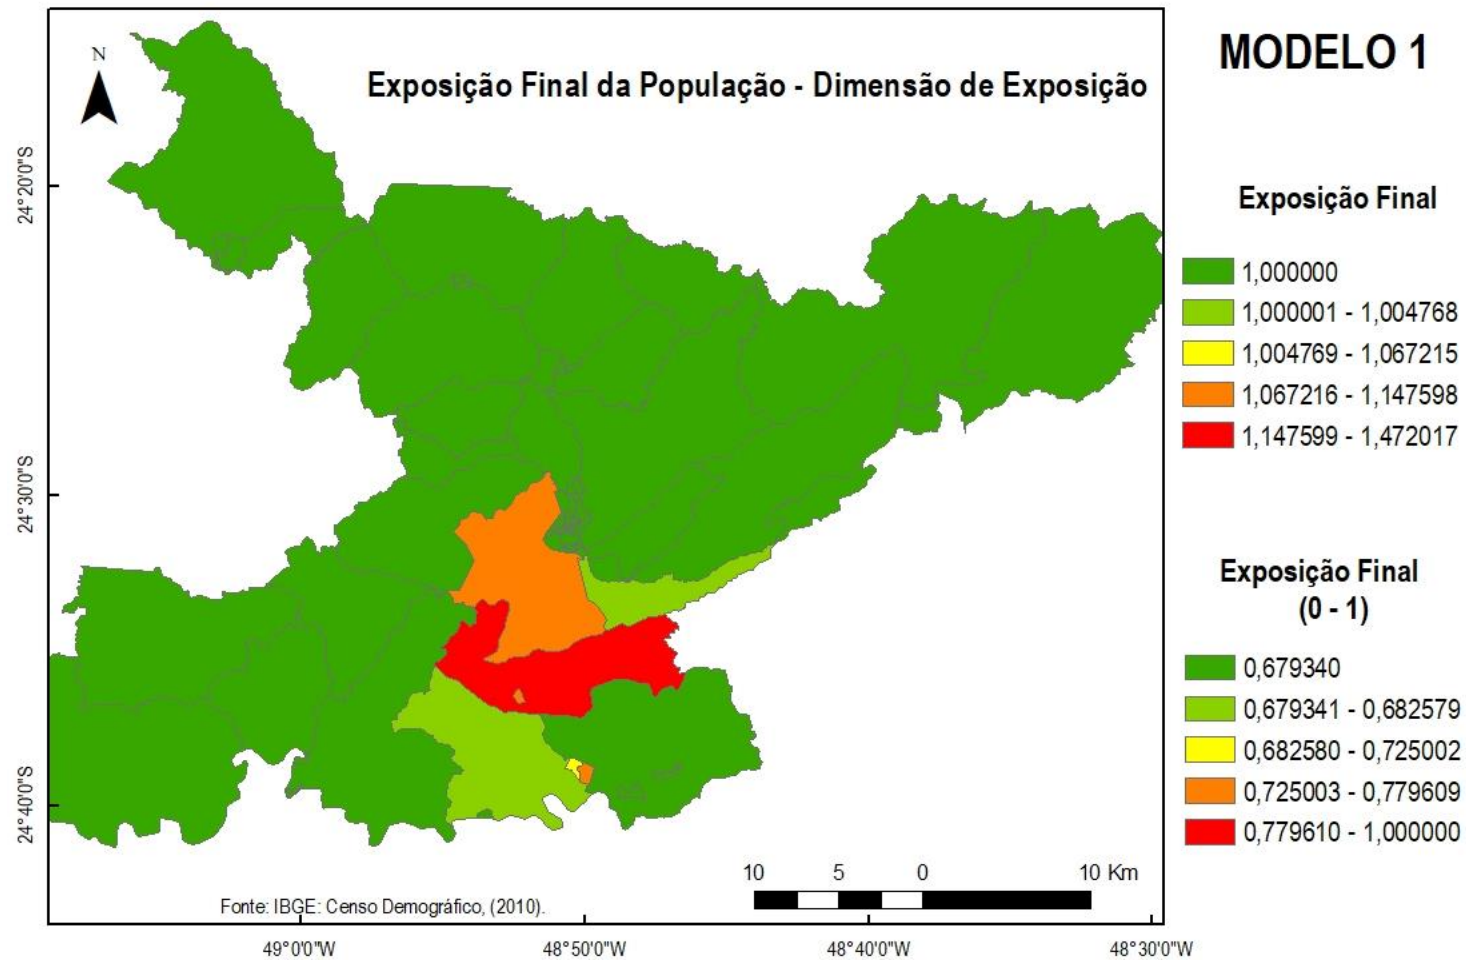 MODELO 1
N
Exposição Final da População - Dimensão de Exposição
24°20'0"S
24°30'0"S
24°40'0"S
Exposição Final
1,000000
1,000001 - 1,004768
1,004769 - 1,067215
1,067216 - 1,147598
1,147599 - 1,472017
Exposição Final
(0 - 1)
0,679340
0,679341 - 0,682579
0,682580 - 0,725002
0,725003 - 0,779609
0,779610 - 1,000000
10 5 0 10 Km
Fonte: IBGE: Censo Demográfico, (2010).
49°00'0"W 48°50'0"W 48°40'0"W 48°30'0"W